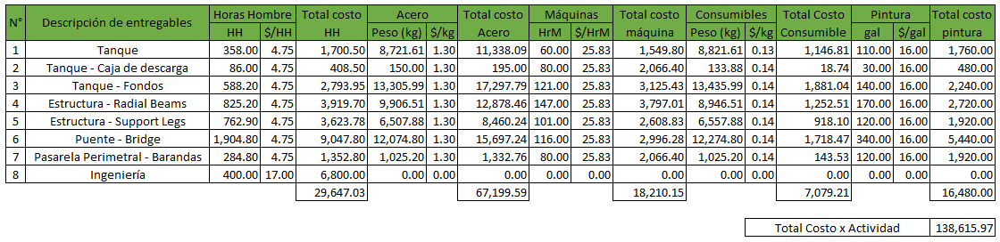 N° Descripción de entregables Horas Hombre Total costo Acero Total costo Máquinas Total costo Consumibles Total Costo Pintura Total costo
HH $/HH HH Peso (kg) $/kg Acero HrM $/HrM máquina Peso (kg) $/kg Consumible gal $/gal pintura
1 Tanque 358.00 4.75 1,700.50 8,721.61 1.30 11,338.09 60.00 25.83 1,549.80 8,821.61 0.13 1,146.81 110.00 16.00 1,760.00
2 Tanque - Caja de descarga 86.00 4.75 408.50 150.00 1.30 195.00 80.00 25.83 2,066.40 133.88 0.14 18.74 30.00 16.00 480.00
3 Tanque - Fondos 588.20 4.75 2,793.95 13,305.99 1.30 17,297.79 121.00 25.83 3,125.43 13,435.99 0.14 1,881.04 140.00 16.00 2,240.00
4 Estructura - Radial Beams 825.20 4.75 3,919.70 9,906.51 1.30 12,878.46 147.00 25.83 3,797.01 8,946.51 0.14 1,252.51 170.00 16.00 2,720.00
5 Estructura - Support Legs 762.90 4.75 3,623.78 6,507.88 1.30 8,460.24 101.00 25.83 2,608.83 6,557.88 0.14 918.10 120.00 16.00 1,920.00
6 Puente - Bridge 1,904.80 4.75 9,047.80 12,074.80 1.30 15,697.24 116.00 25.83 2,996.28 12,274.80 0.14 1,718.47 340.00 16.00 5,440.00
7 Pasarela Perimetral - Barandas 284.80 4.75 1,352.80 1,025.20 1.30 1,332.76 80.00 25.83 2,066.40 1,025.20 0.14 143.53 120.00 16.00 1,920.00
8 Ingeniería 400.00 17.00 6,800.00 0.00 0.00 0.00 0.00 0.00 0.00 0.00 0.00 0.00 0.00 0.00 0.00
29,647.03 67,199.59 18,210.15 7,079.21 16,480.00
Total Costo x Actividad 138,615.97